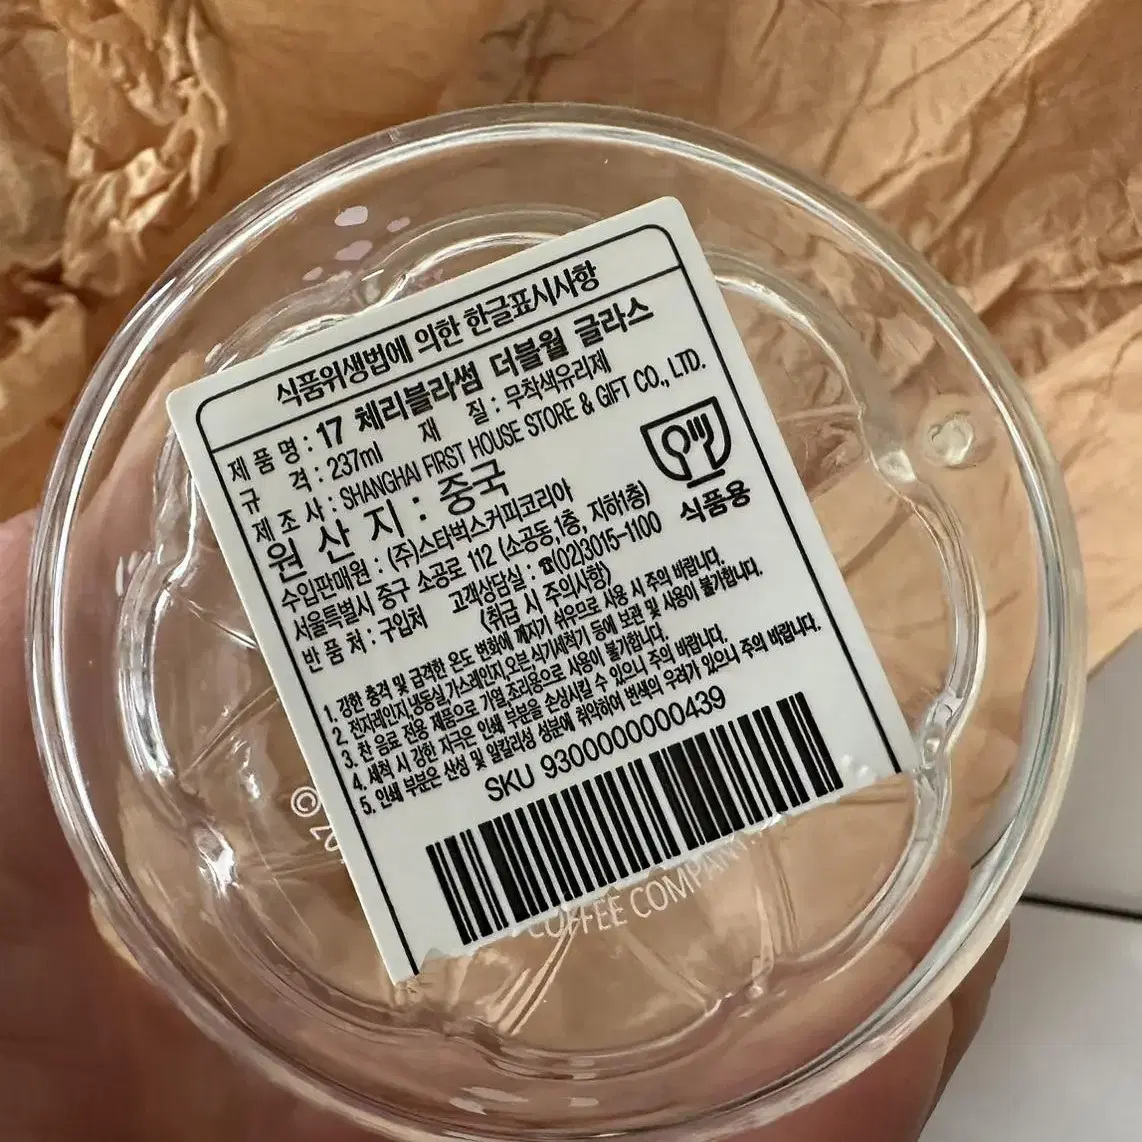 식품위생법에 의한 한글표시사항
제 품 명 : 17 체리블라썸 더블월 글라스
규 격 : 237ml 재 질 : 무착색유리제
제 조 사 : SHANGHAI FIRST HOUSE STORE & GIFT CO., LTD.
원 산 지 : 중국
수입판매원 : (주)스타벅스커피코리아
서울특별시 중구 소공로 112 (소공동,1층, 지하1층)
반 품 처 : 구입처 고객상담실 : ☎(02)3015-1100
식품용
<취급 시 주의사항>
1. 강한 충격 및 급격한 온도 변화에 깨지기 쉬우므로 사용 시 주의 바랍니다.
2. 전자레인지,냉동실,가스레인지,오븐,식기세척기 등에 보관 및 사용이 불가합니다.
3. 찬 음료 전용 제품으로 가열,조리용으로 사용이 불가합니다.
4. 세척 시 강한 자극은 인쇄 부분을 손상시킬 수 있으니 주의 바랍니다.
5. 인쇄 부분은 산성 및 알칼리성 성분에 취약하여 변색의 우려가 있으니 주의 바랍니다.
SKU 9300000000439
© 20
COFFEE COMPANY